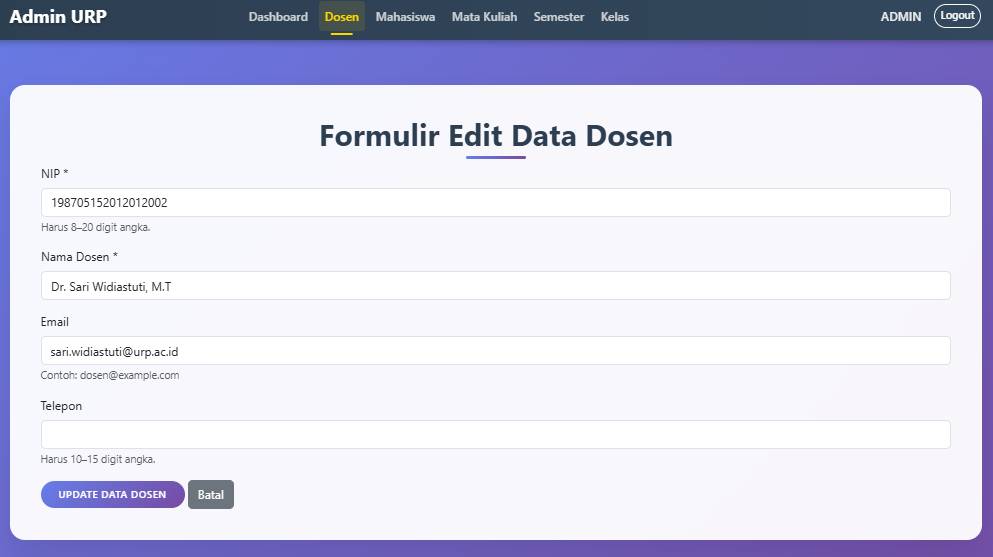 Admin URP Dashboard Dosen Mahasiswa Mata Kuliah Semester Kelas ADMIN Logout
Formulir Edit Data Dosen
NIP *
198705152012012002
Harus 8–20 digit angka.
Nama Dosen *
Dr. Sari Widiastuti, M.T
Email
sari.widiastuti@urp.ac.id
Contoh: dosen@example.com
Telepon
Harus 10–15 digit angka.
UPDATE DATA DOSEN Batal